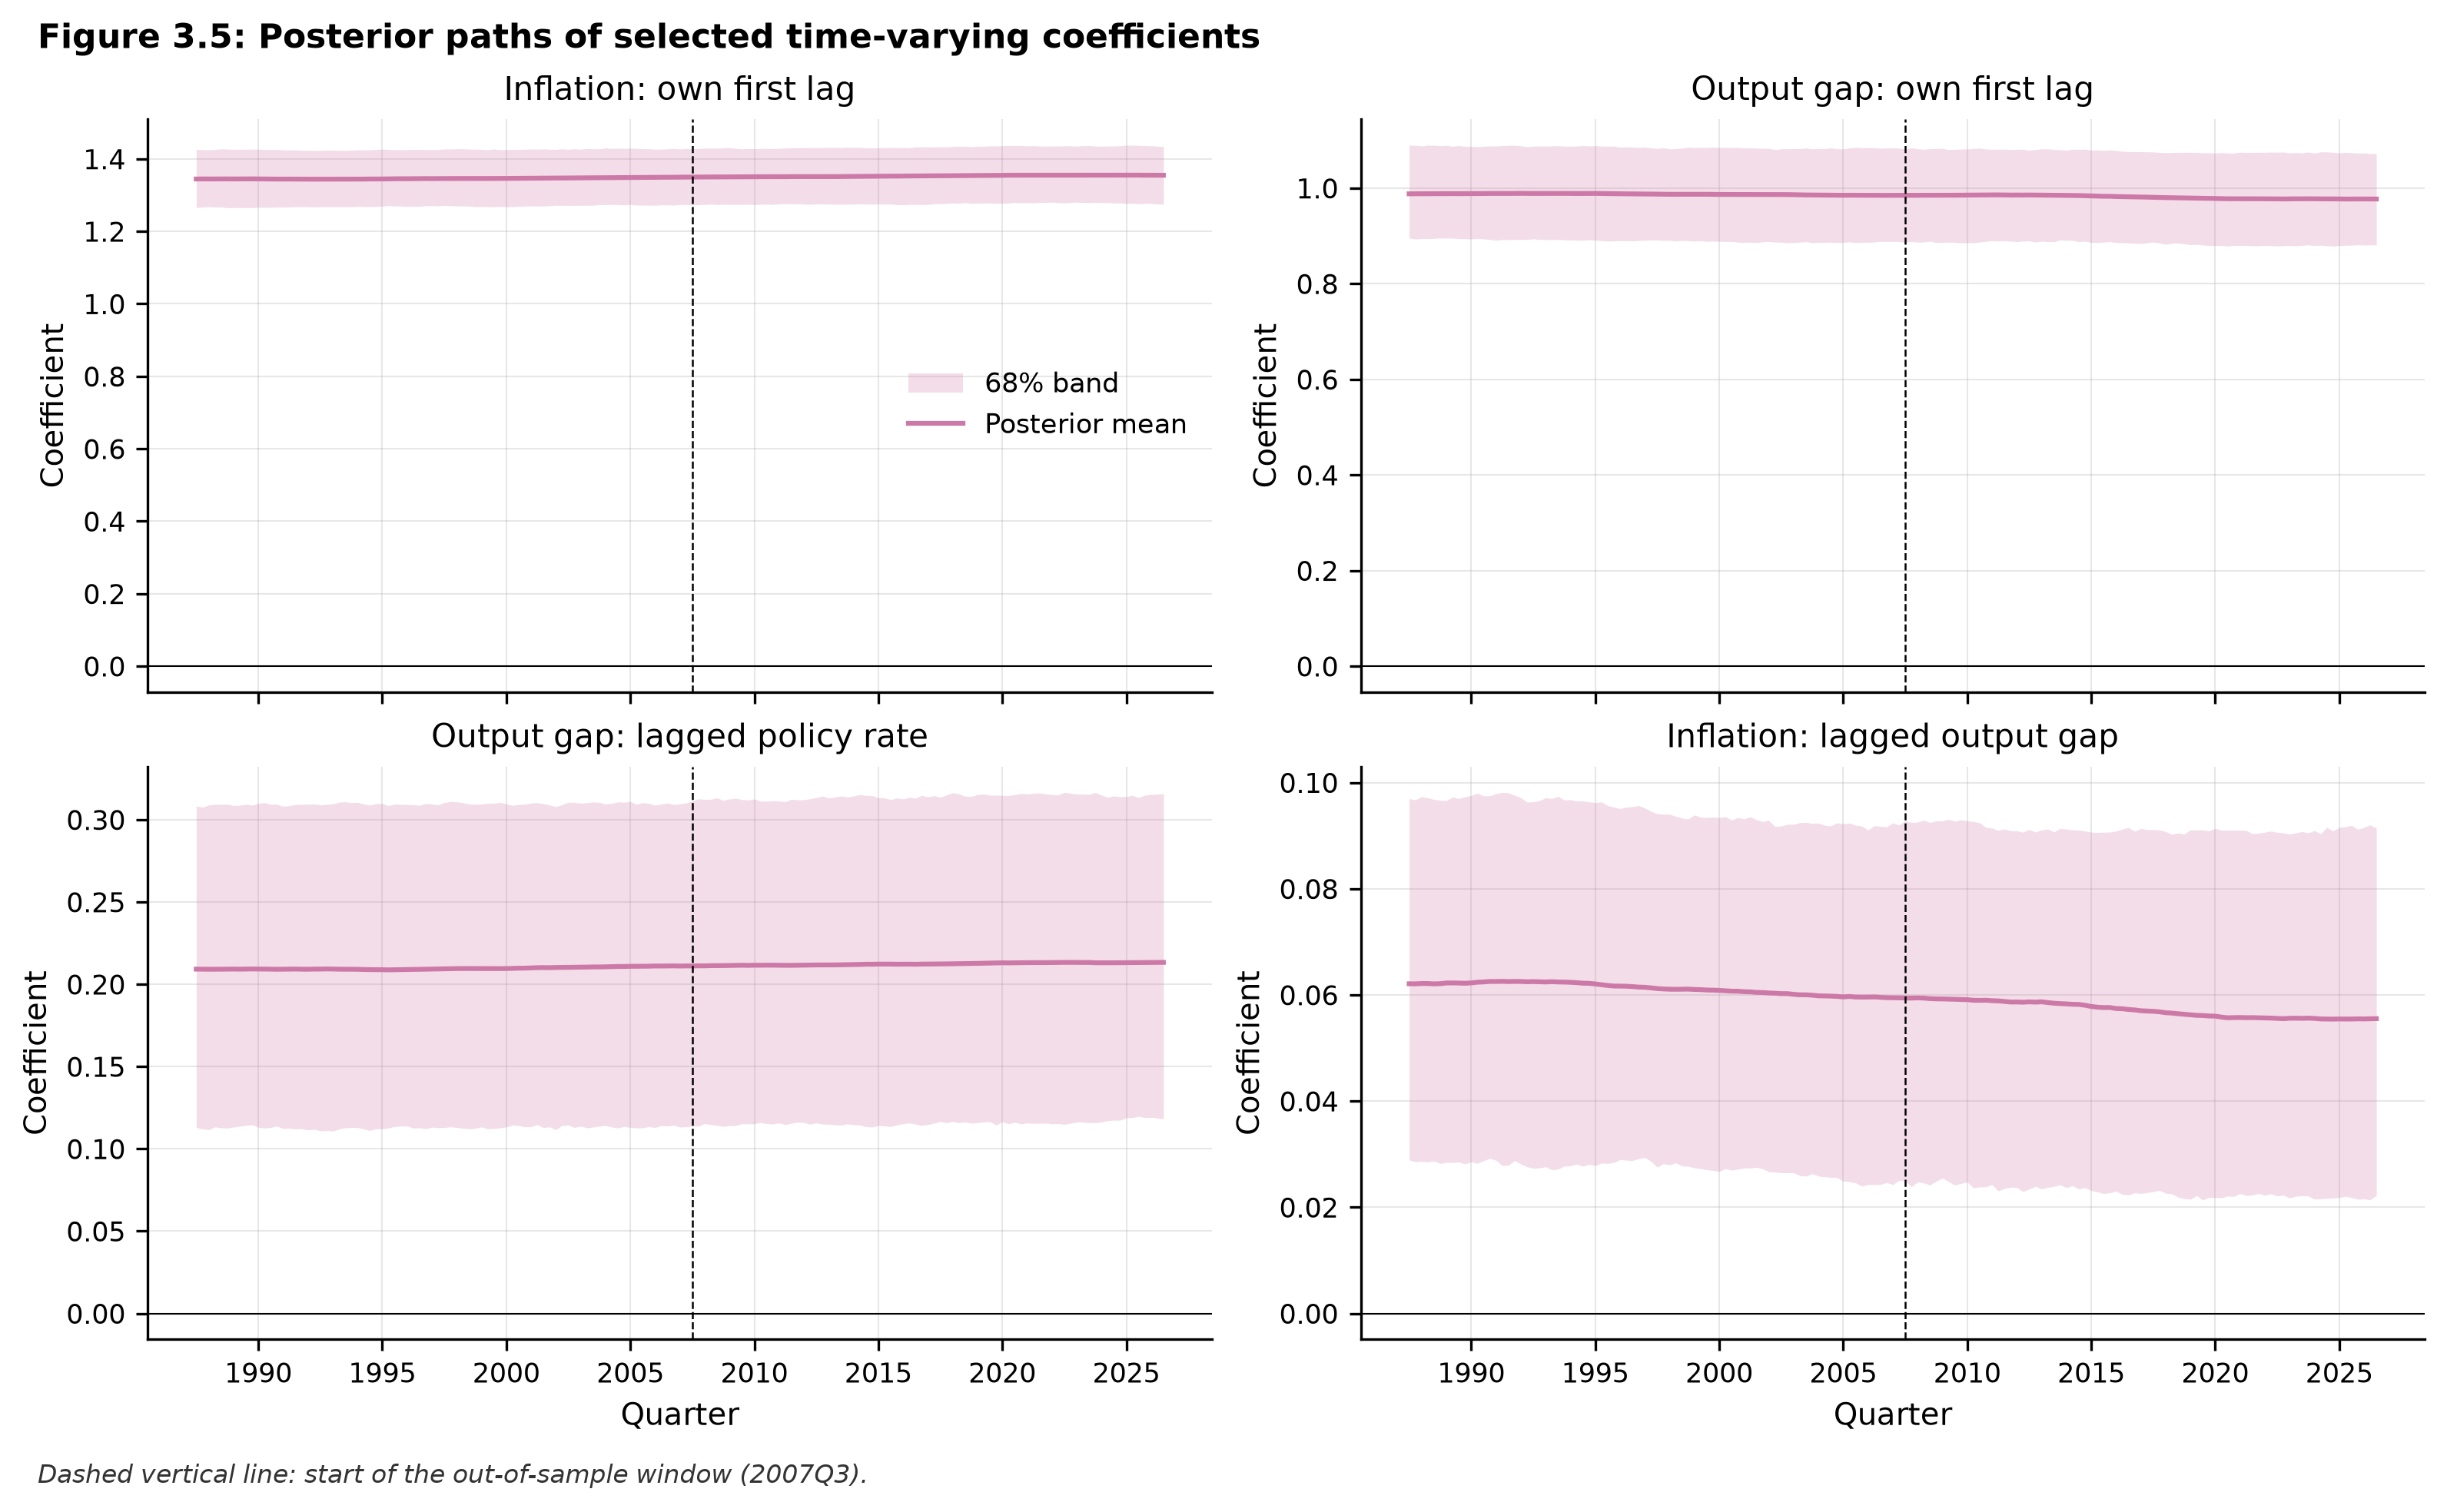 Figure 3.5: Posterior paths of selected time-varying coefficients
Inflation: own first lag
Coefficient
1.4
1.2
1.0
0.8
0.6
0.4
0.2
0.0
68% band
Posterior mean
Output gap: own first lag
Coefficient
1.0
0.8
0.6
0.4
0.2
0.0
Output gap: lagged policy rate
Coefficient
0.30
0.25
0.20
0.15
0.10
0.05
0.00
1990 1995 2000 2005 2010 2015 2020 2025
Quarter
Inflation: lagged output gap
Coefficient
0.10
0.08
0.06
0.04
0.02
0.00
1990 1995 2000 2005 2010 2015 2020 2025
Quarter
Dashed vertical line: start of the out-of-sample window (2007Q3).